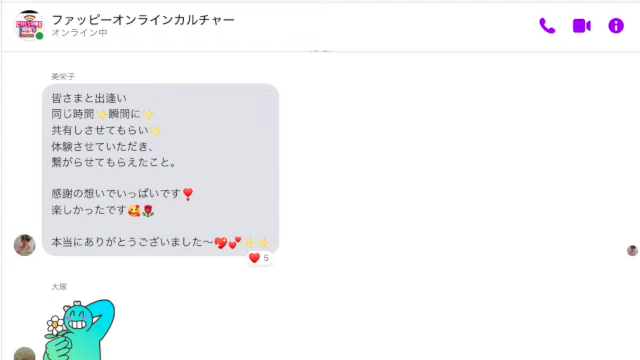 ファッピーオンラインカルチャー
オンライン中
美栄子
皆さまと出逢い
同じ時間✨瞬間に✨
共有しさせてもらい✨
体験させていただき、
繋がらせてもらえたこと。
感謝の想いでいっぱいです❣️
楽しかったです🥰🌹
本当にありがとうございました〜💖💕✨✨
❤️ 5
大塚